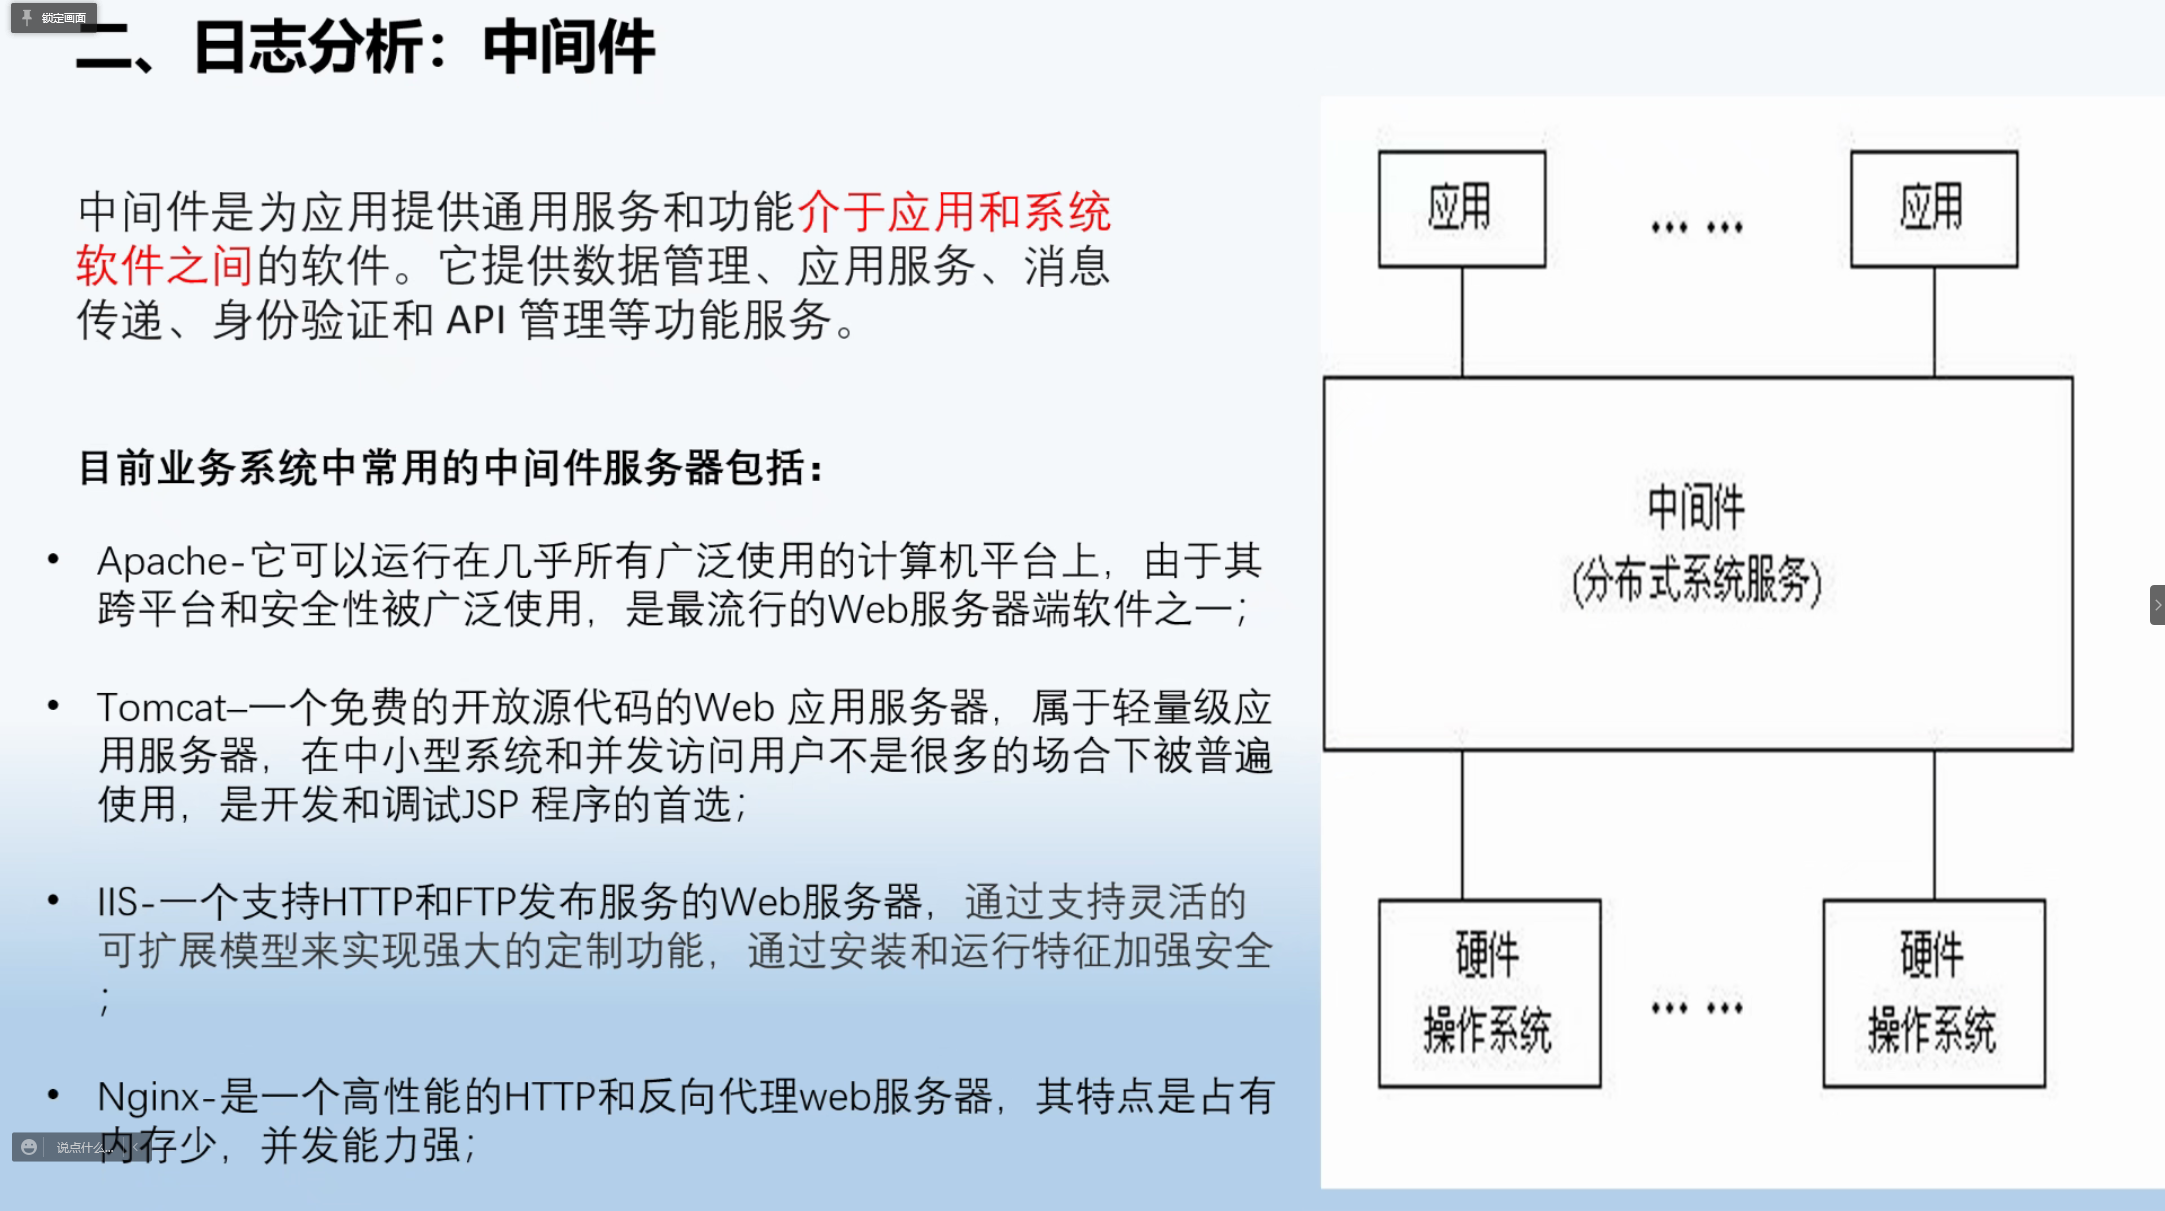 锁定画面
二、日志分析：中间件
中间件是为应用提供通用服务和功能介于应用和系统
软件之间的软件。它提供数据管理、应用服务、消息
传递、身份验证和 API 管理等功能服务。
目前业务系统中常用的中间件服务器包括：
• Apache-它可以运行在几乎所有广泛使用的计算机平台上，由于其
跨平台和安全性被广泛使用，是最流行的Web服务器端软件之一；
• Tomcat–一个免费的开放源代码的Web 应用服务器，属于轻量级应
用服务器，在中小型系统和并发访问用户不是很多的场合下被普遍
使用，是开发和调试JSP 程序的首选；
• IIS-一个支持HTTP和FTP发布服务的Web服务器，通过支持灵活的
可扩展模型来实现强大的定制功能，通过安装和运行特征加强安全
；
• Nginx-是一个高性能的HTTP和反向代理web服务器，其特点是占有
内存少，并发能力强；
说点什么...
应用
... ...
应用
中间件
(分布式系统服务)
硬件
操作系统
... ...
硬件
操作系统